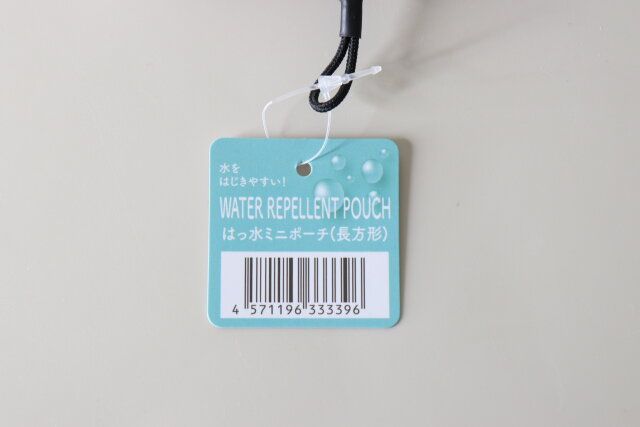 水を
はじきやすい!
WATER REPELLENT POUCH
はっ水ミニポーチ(長方形)
4 571196 333396